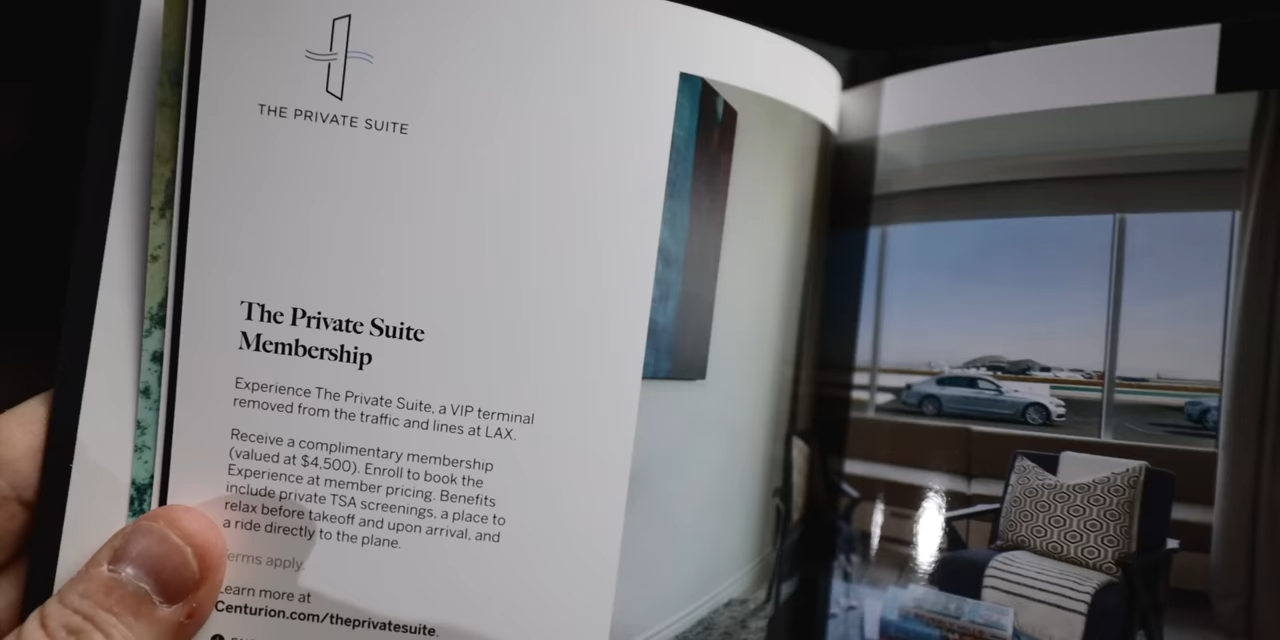 THE PRIVATE SUITE
The Private Suite
Membership
Experience The Private Suite, a VIP terminal
removed from the traffic and lines at LAX.
Receive a complimentary membership
(valued at $4,500). Enroll to book the
Experience at member pricing. Benefits
include private TSA screenings, a place to
relax before takeoff and upon arrival, and
a ride directly to the plane.
erms apply.
Learn more at
Centurion.com/theprivatesuite.